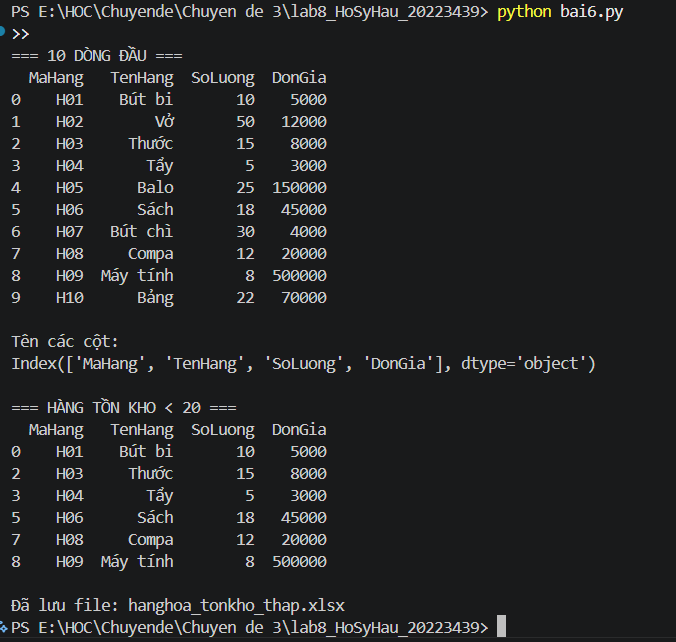 PS E:\HOC\Chuyende\Chuyen de 3\lab8_HoSyHau_20223439> python bai6.py
>>
=== 10 DÒNG ĐẦU ===
  MaHang   TenHang  SoLuong  DonGia
0    H01    Bút bi       10    5000
1    H02        Vở       50   12000
2    H03     Thước       15    8000
3    H04       Tẩy        5    3000
4    H05      Balo       25  150000
5    H06      Sách       18   45000
6    H07   Bút chì       30    4000
7    H08     Compa       12   20000
8    H09  Máy tính        8  500000
9    H10      Bảng       22   70000
Tên các cột:
Index(['MaHang', 'TenHang', 'SoLuong', 'DonGia'], dtype='object')
=== HÀNG TỒN KHO < 20 ===
  MaHang   TenHang  SoLuong  DonGia
0    H01    Bút bi       10    5000
2    H03     Thước       15    8000
3    H04       Tẩy        5    3000
5    H06      Sách       18   45000
7    H08     Compa       12   20000
8    H09  Máy tính        8  500000
Đã lưu file: hanghoa_tonkho_thap.xlsx
PS E:\HOC\Chuyende\Chuyen de 3\lab8_HoSyHau_20223439>